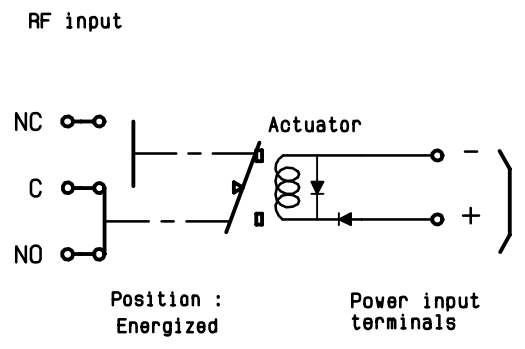 RF input
NC
Actuator
-
C
+
NO
Position :
Energized
Power input
terminals